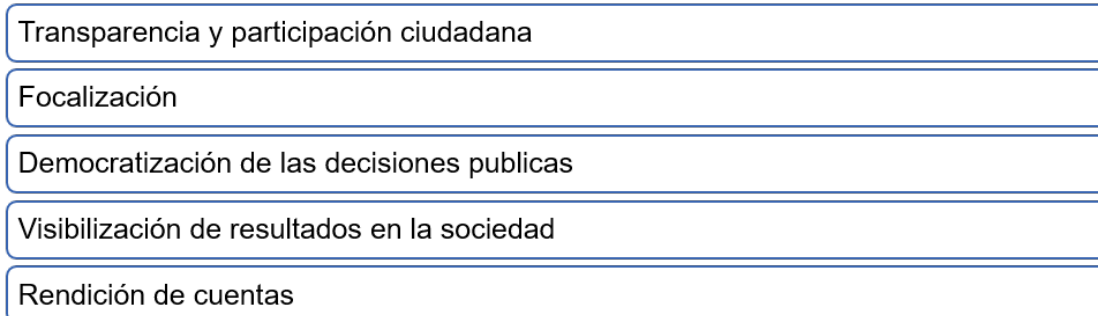 Transparencia y participación ciudadana
Focalización
Democratización de las decisiones publicas
Visibilización de resultados en la sociedad
Rendición de cuentas